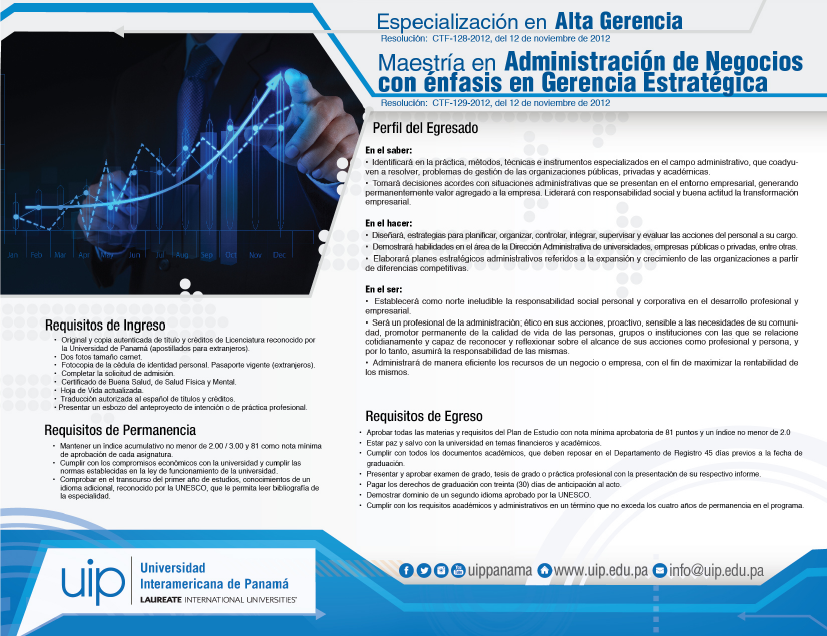 Especialización en Alta Gerencia
Resolución: CTF-128-2012, del 12 de noviembre de 2012
Maestría en Administración de Negocios
con énfasis en Gerencia Estratégica
Resolución: CTF-129-2012, del 12 de noviembre de 2012
Perfil del Egresado
En el saber:
• Identificará en la práctica, métodos, técnicas e instrumentos especializados en el campo administrativo, que coadyu-
ven a resolver, problemas de gestión de las organizaciones públicas, privadas y académicas.
• Tomará decisiones acordes con situaciones administrativas que se presentan en el entorno empresarial, generando
permanentemente valor agregado a la empresa. Liderará con responsabilidad social y buena actitud la transformación
empresarial.
En el hacer:
• Diseñará, estrategias para planificar, organizar, controlar, integrar, supervisar y evaluar las acciones del personal a su cargo.
• Demostrará habilidades en el área de la Dirección Administrativa de universidades, empresas públicas o privadas, entre otras.
• Elaborará planes estratégicos administrativos referidos a la expansión y crecimiento de las organizaciones a partir
de diferencias competitivas.
En el ser:
• Establecerá como norte ineludible la responsabilidad social personal y corporativa en el desarrollo profesional y
empresarial.
• Será un profesional de la administración; ético en sus acciones, proactivo, sensible a las necesidades de su comuni-
dad, promotor permanente de la calidad de vida de las personas, grupos o instituciones con las que se relacione
cotidianamente y capaz de reconocer y reflexionar sobre el alcance de sus acciones como profesional y persona, y
por lo tanto, asumirá la responsabilidad de las mismas.
• Administrará de manera eficiente los recursos de un negocio o empresa, con el fin de maximizar la rentabilidad de
los mismos.
Jan Feb Mar Apr May Jun Jul Aug Sep Oct Nov Dec
Requisitos de Ingreso
• Original y copia autenticada de título y créditos de Licenciatura reconocido por
la Universidad de Panamá (apostillados para extranjeros).
• Dos fotos tamaño carnet.
• Fotocopia de la cédula de identidad personal. Pasaporte vigente (extranjeros).
• Completar la solicitud de admisión.
• Certificado de Buena Salud, de Salud Física y Mental.
• Hoja de Vida actualizada.
• Traducción autorizada al español de títulos y créditos.
• Presentar un esbozo del anteproyecto de intención o de práctica profesional.
Requisitos de Permanencia
• Mantener un índice acumulativo no menor de 2.00 / 3.00 y 81 como nota mínima
de aprobación de cada asignatura.
• Cumplir con los compromisos económicos con la universidad y cumplir las
normas establecidas en la ley de funcionamiento de la universidad.
• Comprobar en el transcurso del primer año de estudios, conocimientos de un
idioma adicional, reconocido por la UNESCO, que le permita leer bibliografía de
la especialidad.
Requisitos de Egreso
• Aprobar todas las materias y requisitos del Plan de Estudio con nota mínima aprobatoria de 81 puntos y un índice no menor de 2.0
• Estar paz y salvo con la universidad en temas financieros y académicos.
• Cumplir con todos los documentos académicos, que deben reposar en el Departamento de Registro 45 días previos a la fecha de
graduación.
• Presentar y aprobar examen de grado, tesis de grado o práctica profesional con la presentación de su respectivo informe.
• Pagar los derechos de graduación con treinta (30) días de anticipación al acto.
• Demostrar dominio de un segundo idioma aprobado por la UNESCO.
• Cumplir con los requisitos académicos y administrativos en un término que no exceda los cuatro años de permanencia en el programa.
uip
Universidad
Interamericana de Panamá
LAUREATE INTERNATIONAL UNIVERSITIES®
uippanama www.uip.edu.pa info@uip.edu.pa